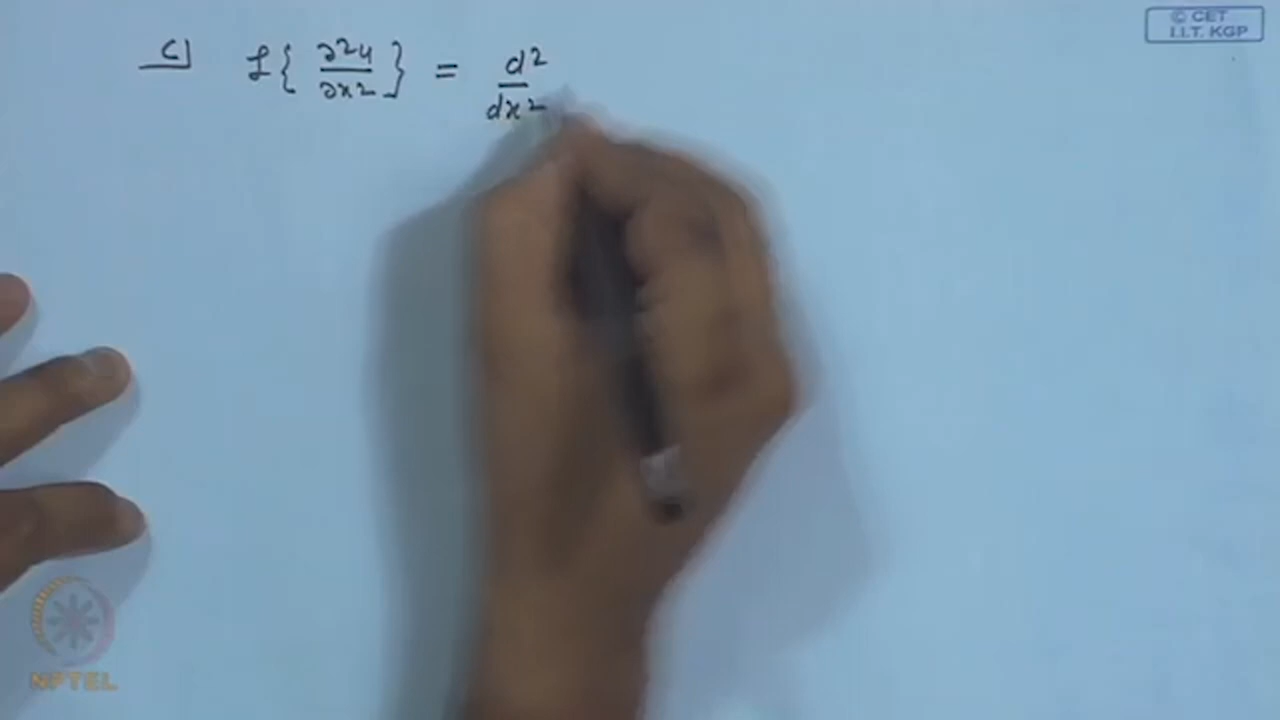 c) ℒ{ ∂²u/∂x² } = d²/dx²
© CET
I.I.T. KGP
NPTEL